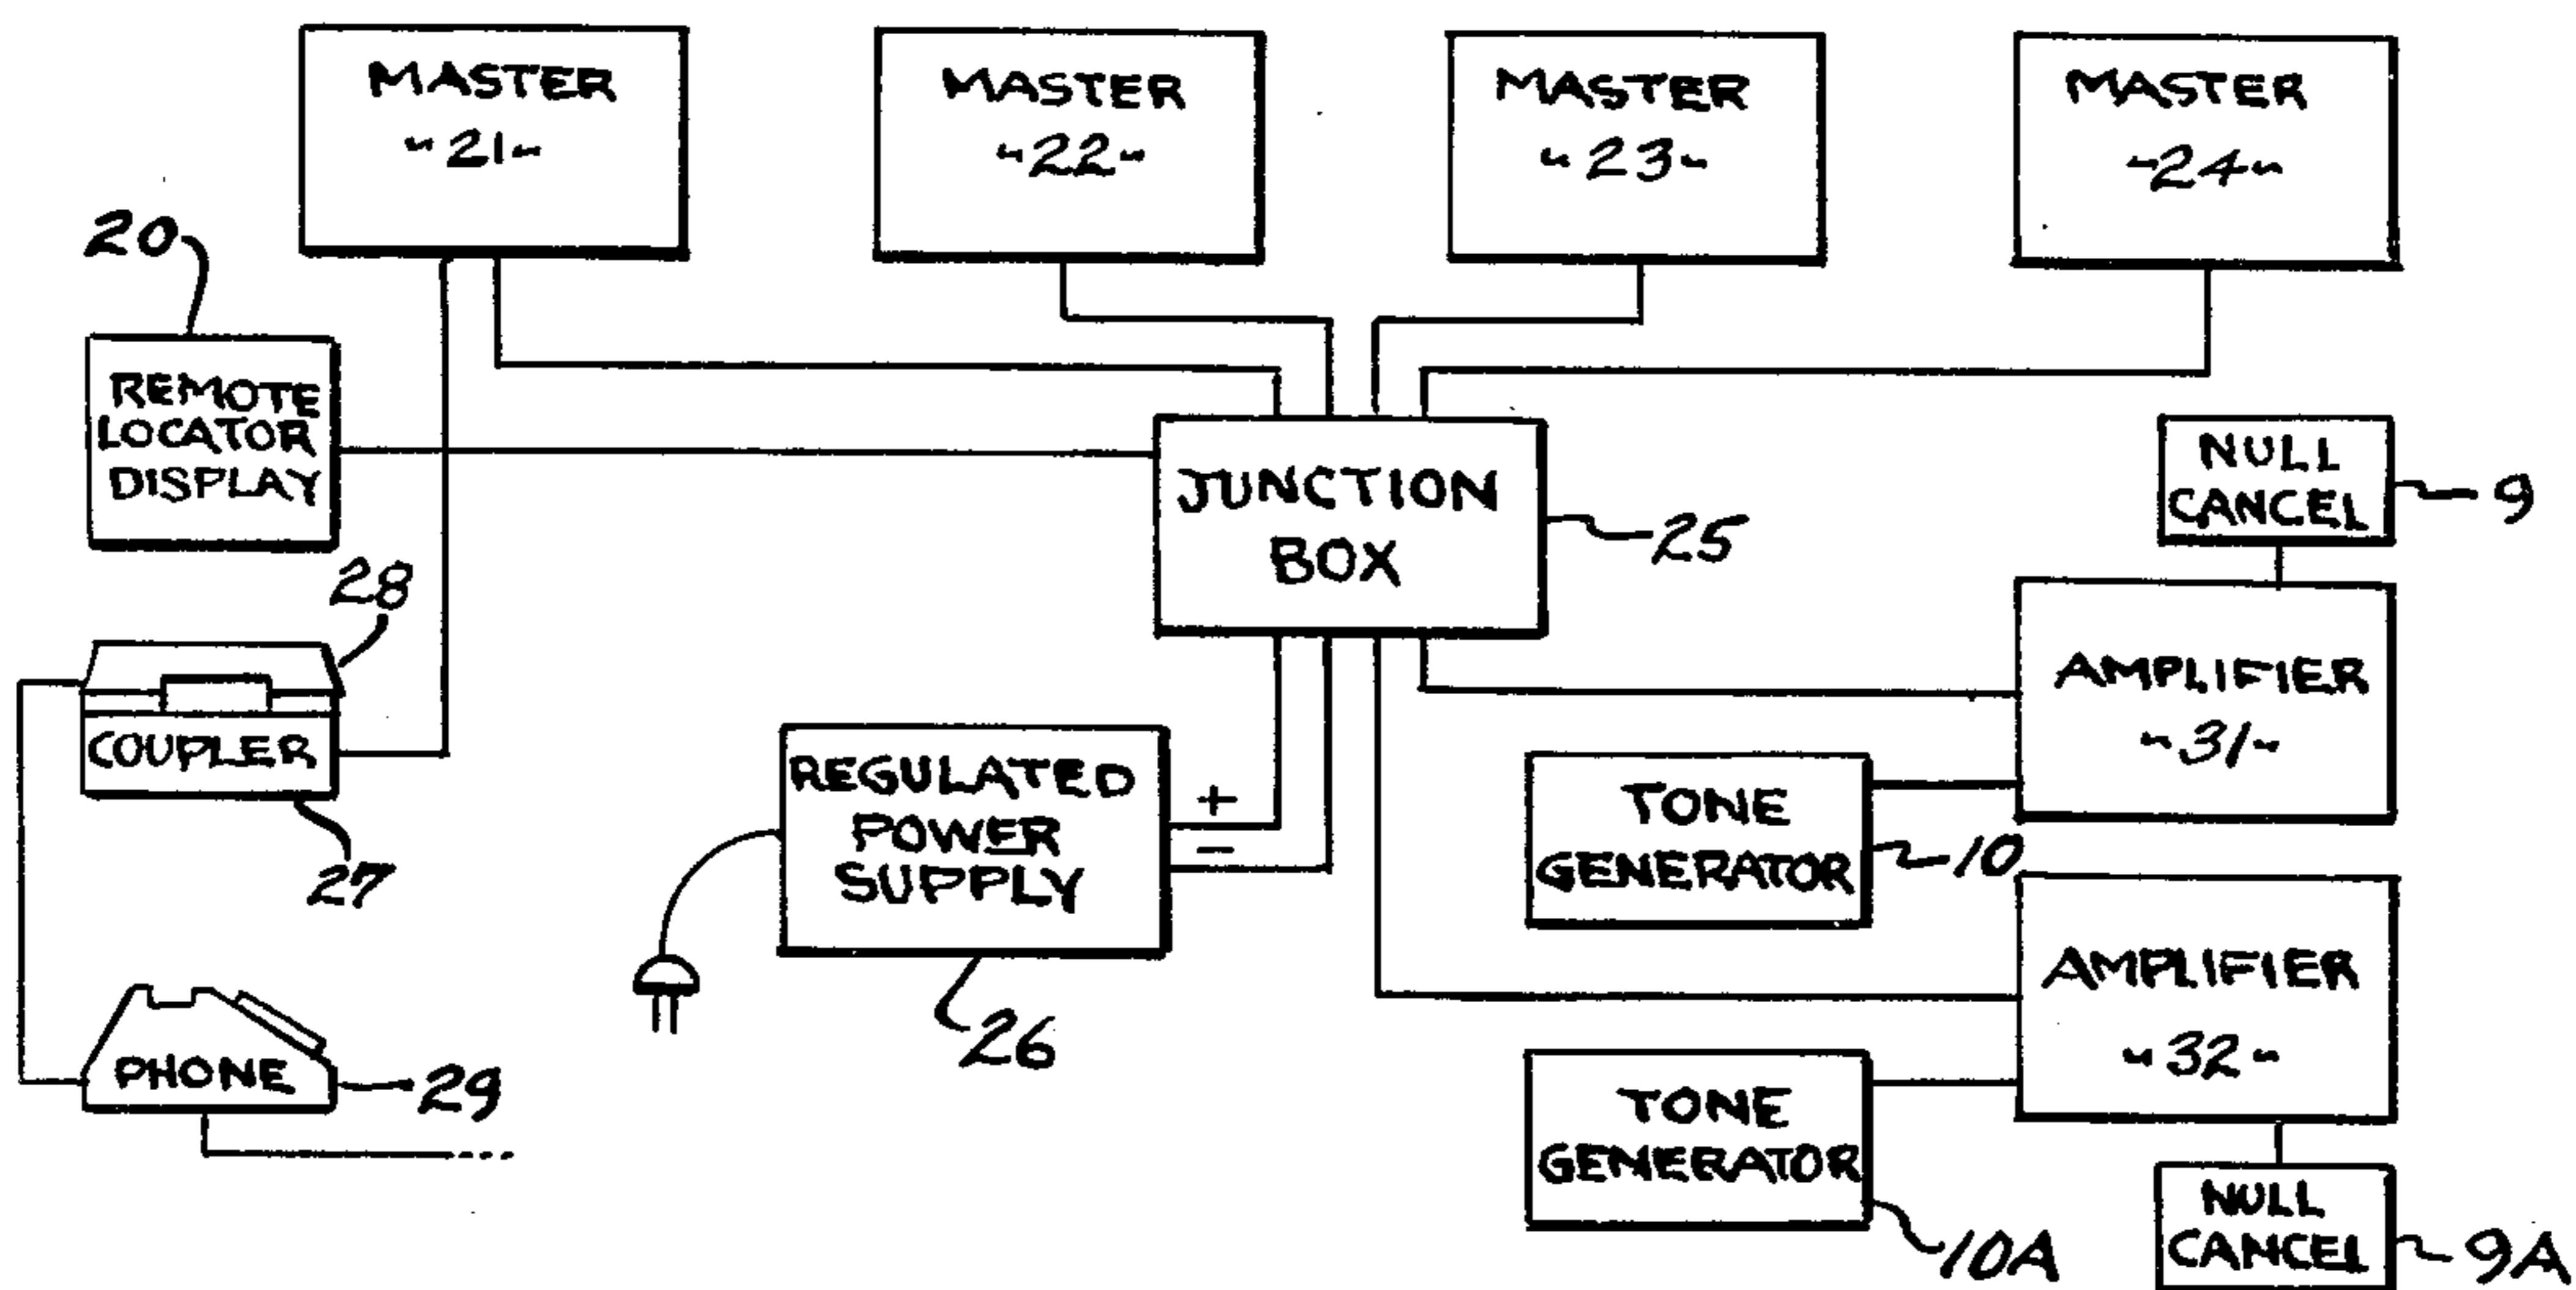 MASTER
-21-
MASTER
-22-
MASTER
-23-
MASTER
-24-
20
REMOTE
LOCATOR
DISPLAY
JUNCTION
BOX
25
NULL
CANCEL
9
28
COUPLER
27
REGULATED
POWER
SUPPLY
+
-
26
AMPLIFIER
-31-
TONE
GENERATOR
10
AMPLIFIER
-32-
PHONE
29
TONE
GENERATOR
10A
NULL
CANCEL
9A